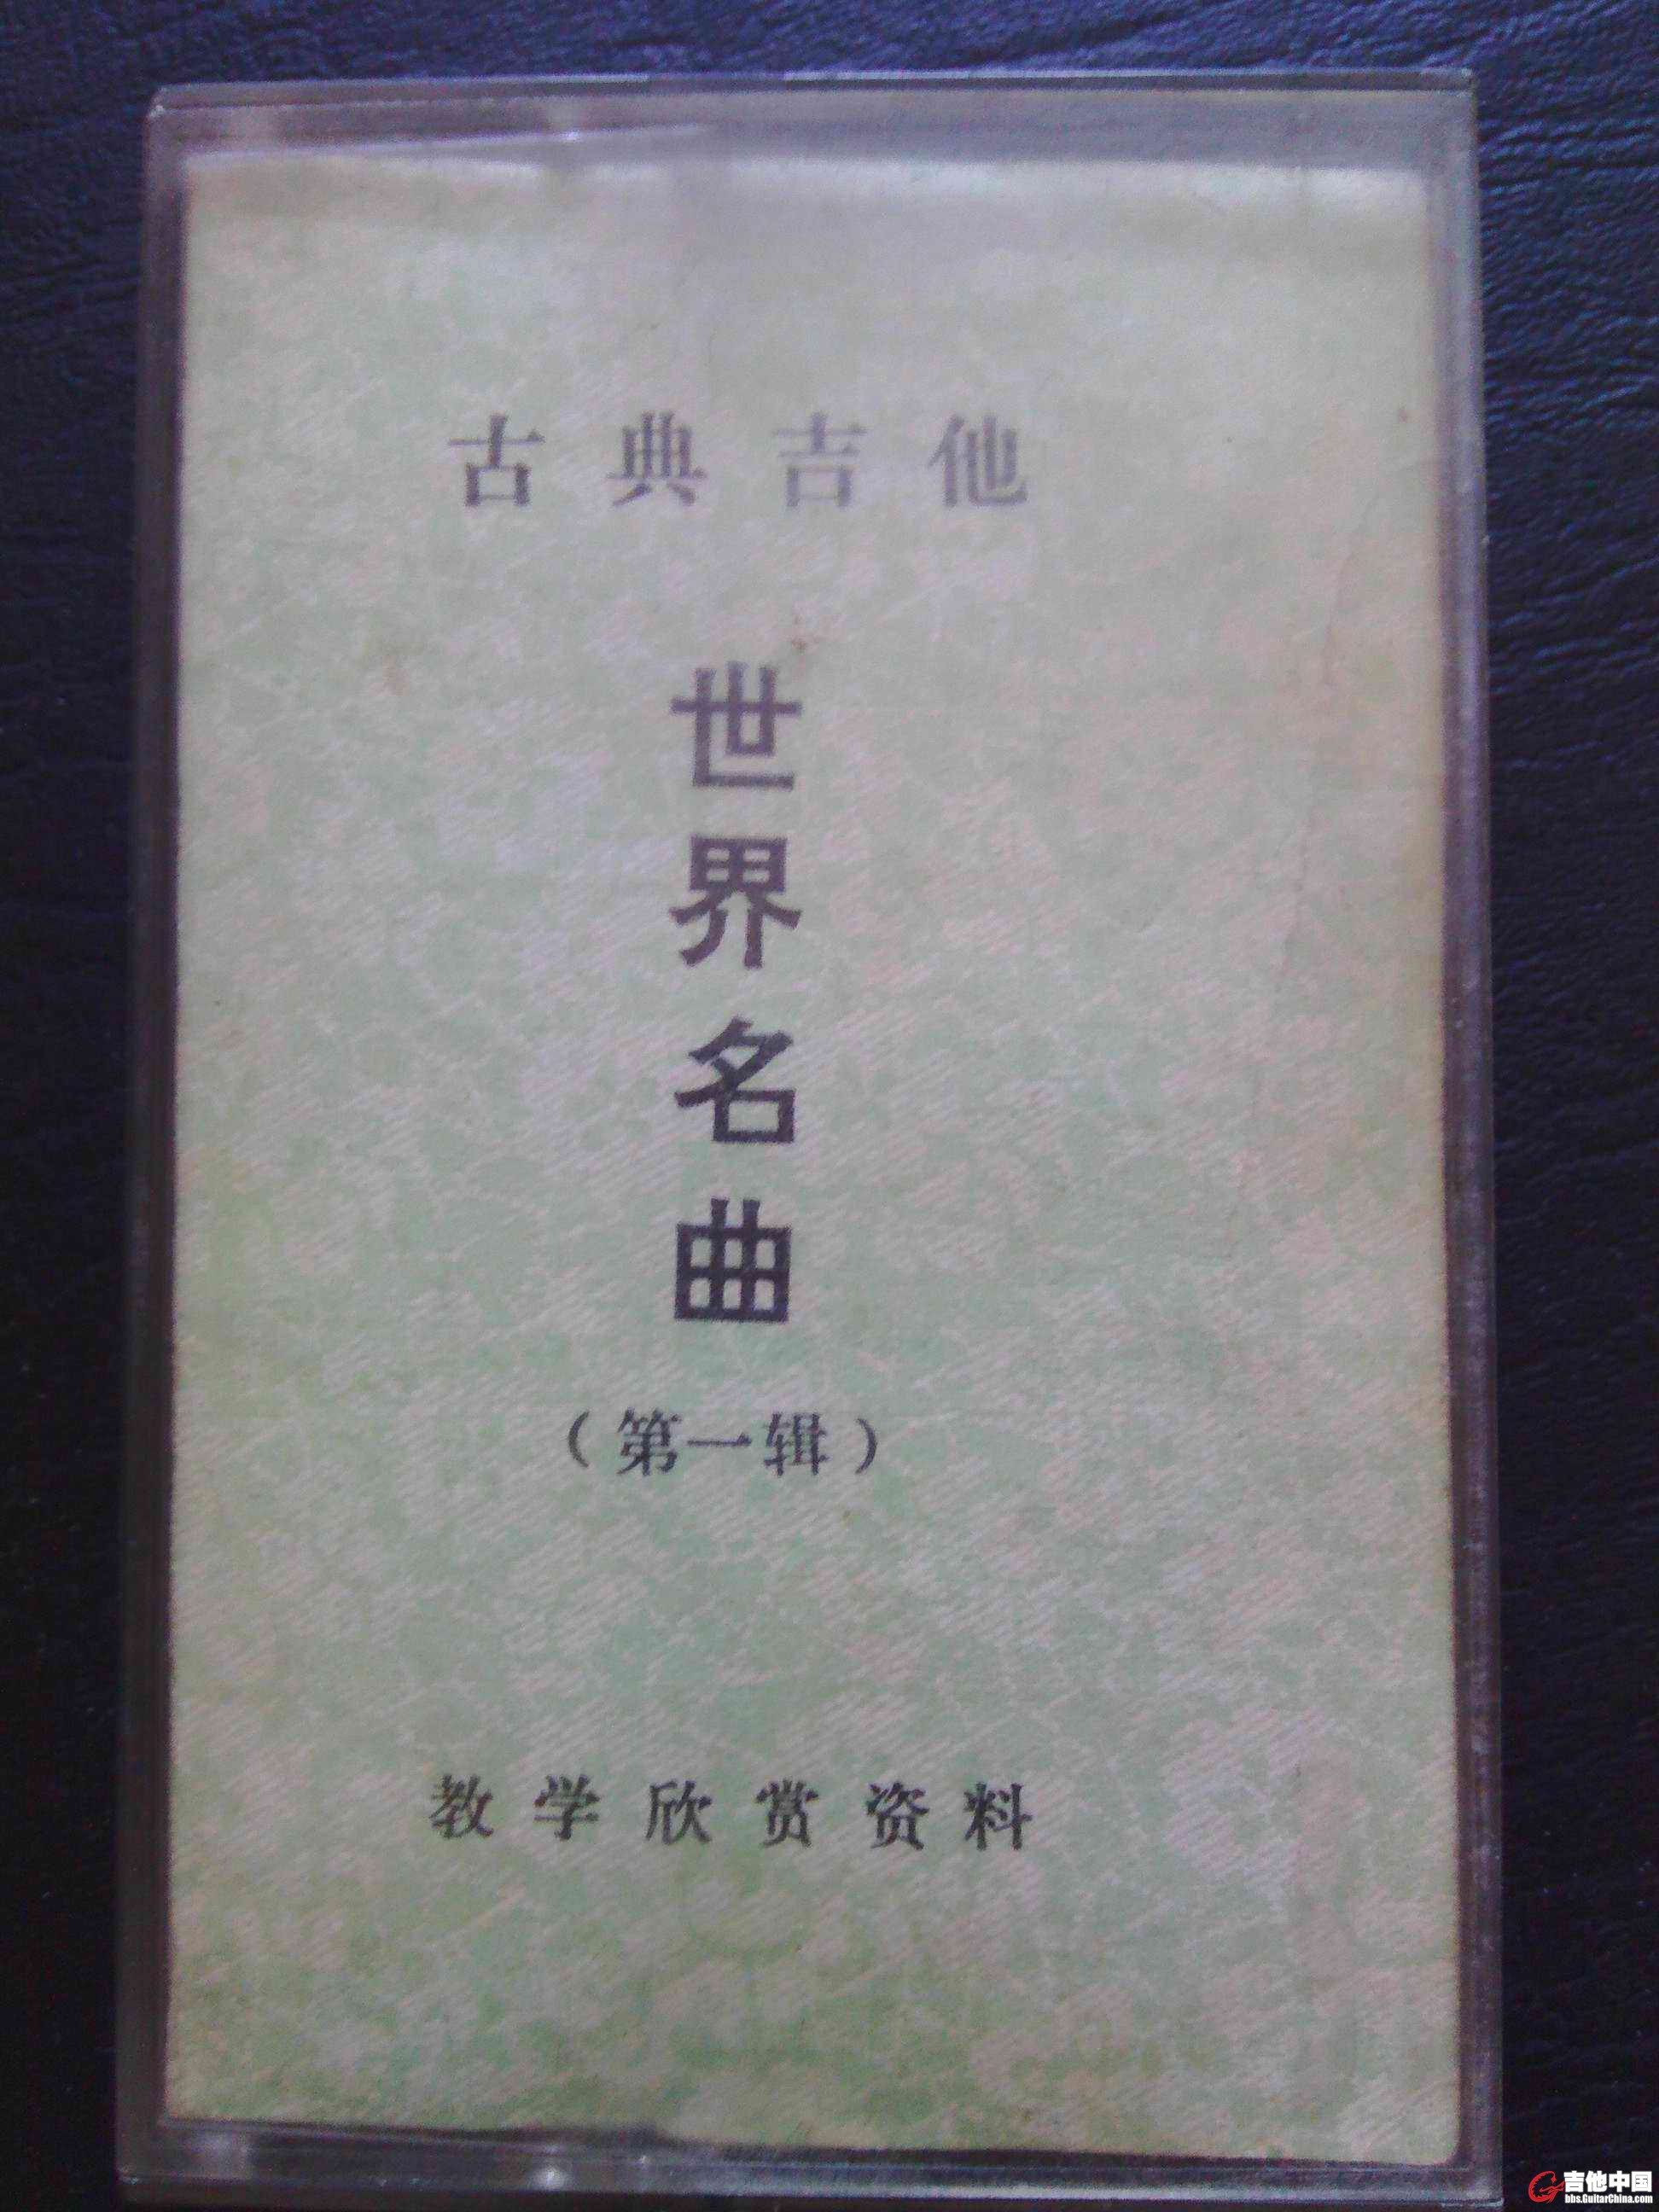 古典吉他
世界名曲
（第一辑）
教学欣赏资料
吉他中国
bbs.GuitarChina.com